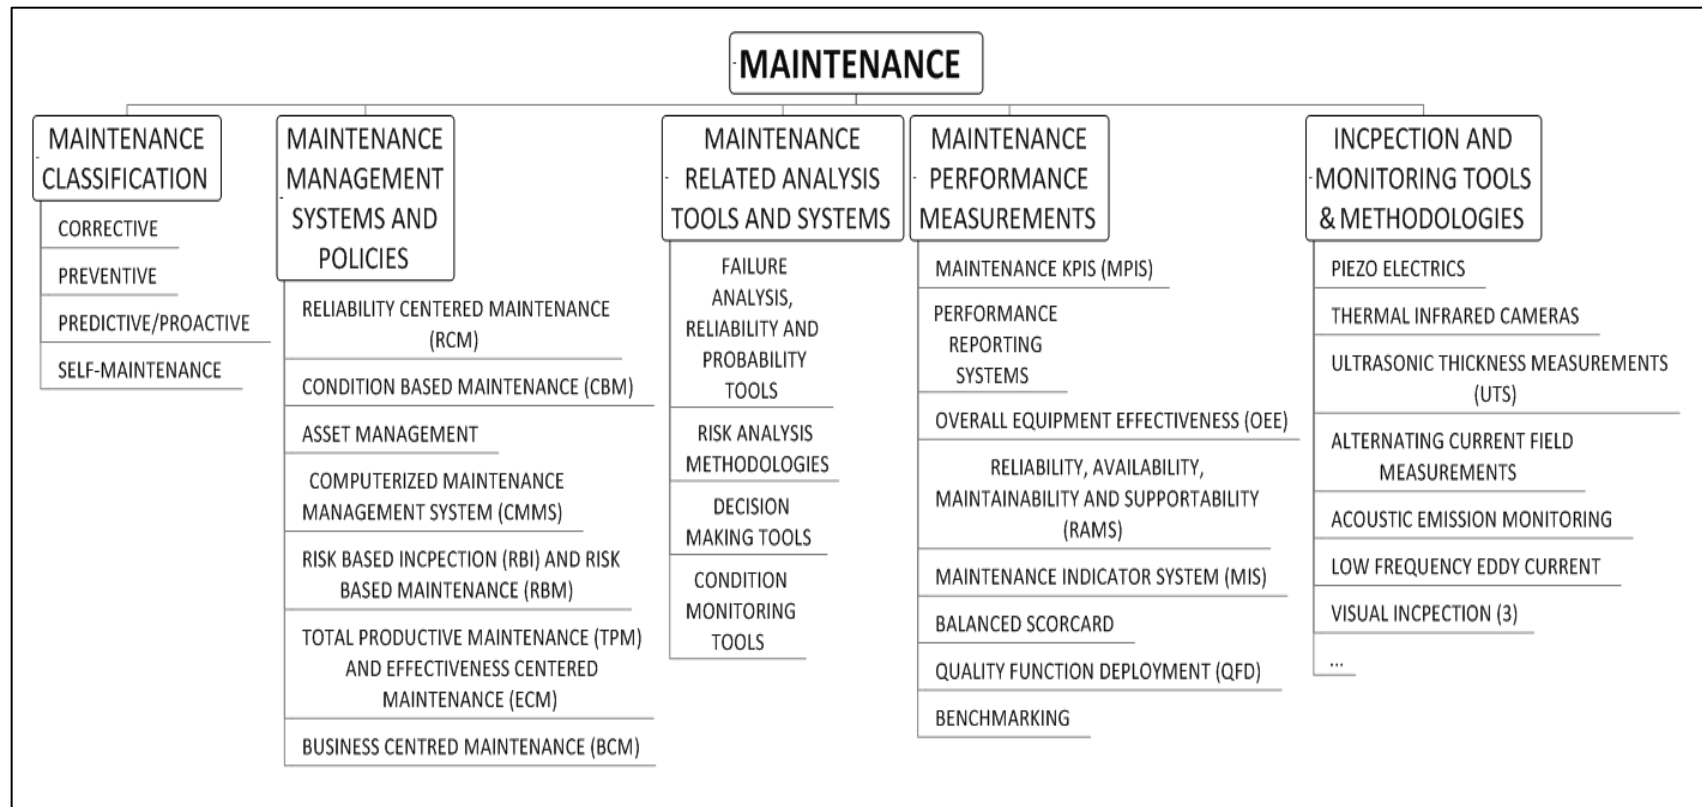 MAINTENANCE
MAINTENANCE
CLASSIFICATION
CORRECTIVE
PREVENTIVE
PREDICTIVE/PROACTIVE
SELF-MAINTENANCE
MAINTENANCE
MANAGEMENT
SYSTEMS AND
POLICIES
RELIABILITY CENTERED MAINTENANCE
(RCM)
CONDITION BASED MAINTENANCE (CBM)
ASSET MANAGEMENT
COMPUTERIZED MAINTENANCE
MANAGEMENT SYSTEM (CMMS)
RISK BASED INCPECTION (RBI) AND RISK
BASED MAINTENANCE (RBM)
TOTAL PRODUCTIVE MAINTENANCE (TPM)
AND EFFECTIVENESS CENTERED
MAINTENANCE (ECM)
BUSINESS CENTRED MAINTENANCE (BCM)
MAINTENANCE
RELATED ANALYSIS
TOOLS AND SYSTEMS
FAILURE
ANALYSIS,
RELIABILITY AND
PROBABILITY
TOOLS
RISK ANALYSIS
METHODOLOGIES
DECISION
MAKING TOOLS
CONDITION
MONITORING
TOOLS
MAINTENANCE
PERFORMANCE
MEASUREMENTS
MAINTENANCE KPIS (MPIS)
PERFORMANCE
REPORTING
SYSTEMS
OVERALL EQUIPMENT EFFECTIVENESS (OEE)
RELIABILITY, AVAILABILITY,
MAINTAINABILITY AND SUPPORTABILITY
(RAMS)
MAINTENANCE INDICATOR SYSTEM (MIS)
BALANCED SCORCARD
QUALITY FUNCTION DEPLOYMENT (QFD)
BENCHMARKING
INCPECTION AND
MONITORING TOOLS
& METHODOLOGIES
PIEZO ELECTRICS
THERMAL INFRARED CAMERAS
ULTRASONIC THICKNESS MEASUREMENTS
(UTS)
ALTERNATING CURRENT FIELD
MEASUREMENTS
ACOUSTIC EMISSION MONITORING
LOW FREQUENCY EDDY CURRENT
VISUAL INCPECTION (3)
...